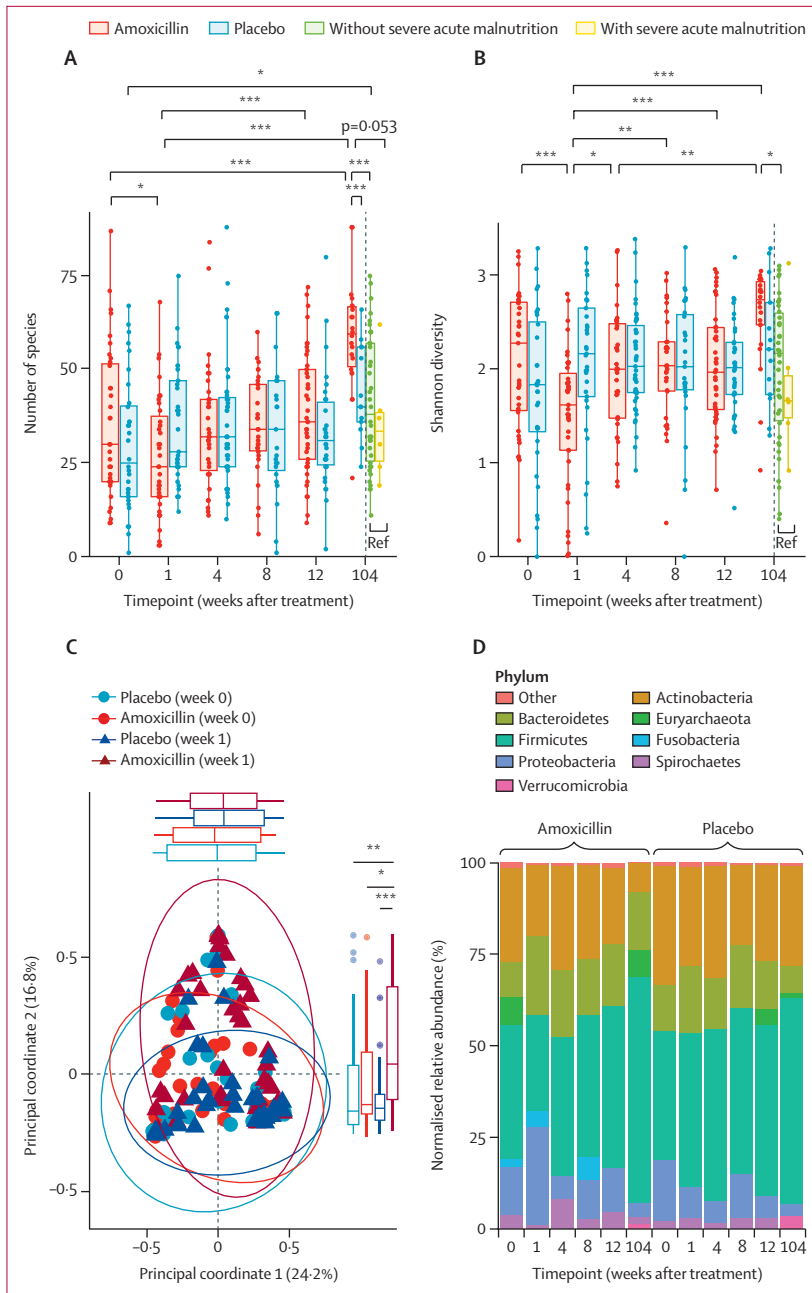 Amoxicillin Placebo Without severe acute malnutrition With severe acute malnutrition
A
*
***
*** p=0·053
*** ***
* ***
Number of species
75
50
25
0
Ref
0 1 4 8 12 104
Timepoint (weeks after treatment)
B
***
***
**
*** * ** *
Shannon diversity
3
2
1
0
Ref
0 1 4 8 12 104
Timepoint (weeks after treatment)
C
Placebo (week 0)
Amoxicillin (week 0)
Placebo (week 1)
Amoxicillin (week 1)
**
*
***
Principal coordinate 2 (16·8%)
0·5
0
−0·5
−0·5 0 0·5
Principal coordinate 1 (24·2%)
D
Phylum
Other Actinobacteria
Bacteroidetes Euryarchaeota
Firmicutes Fusobacteria
Proteobacteria Spirochaetes
Verrucomicrobia
Amoxicillin Placebo
Normalised relative abundance (%)
100
75
50
25
0
0 1 4 8 12 104 0 1 4 8 12 104
Timepoint (weeks after treatment)